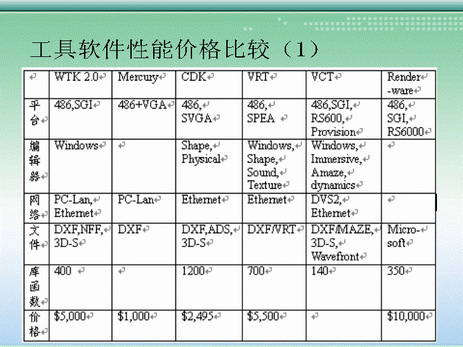 工具软件性能价格比较（1）
WTK 2.0 Mercury CDK VRT VCT Render-ware
平台 486,SGI 486+VGA 486,SVGA 486,SPEA 486,SGI,RS600,Provision 486,SGI,RS6000
编辑器 Windows Shape,Physical Windows,Shape,Sound,Texture Windows,Immersive,Amaze,dynamics
网络 PC-Lan,Ethernet PC-Lan Ethernet Ethernet DVS2,Ethernet
文件 DXF,NFF,3D-S DXF DXF,ADS,3D-S DXF/VRT DXF/MAZE,3D-S,Wavefront Micro-soft
库函数 400 1200 700 140 350
价格 $5,000 $1,000 $2,495 $5,500 $10,000